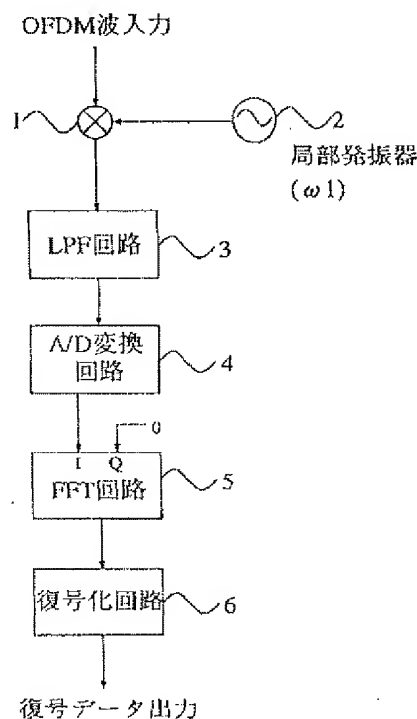 OFDM波入力
1
2
局部発振器
(ω1)
LPF回路
3
A/D変換
回路
4
0
I Q
FFT回路
5
復号化回路
6
復号データ出力